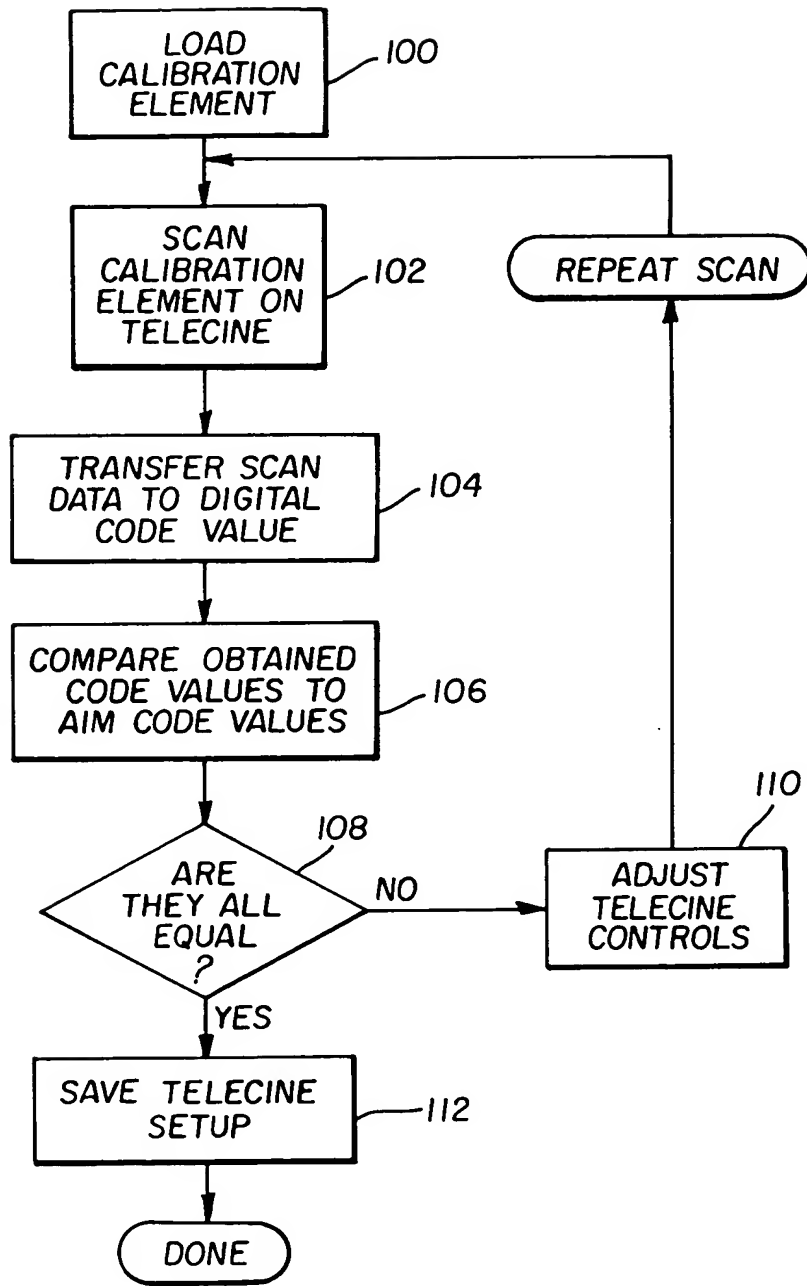 LOAD
CALIBRATION
ELEMENT
100
SCAN
CALIBRATION
ELEMENT ON
TELECINE
102
REPEAT SCAN
TRANSFER SCAN
DATA TO DIGITAL
CODE VALUE
104
COMPARE OBTAINED
CODE VALUES TO
AIM CODE VALUES
106
108
ARE
THEY ALL
EQUAL
?
NO
110
ADJUST
TELECINE
CONTROLS
YES
SAVE TELECINE
SETUP
112
DONE